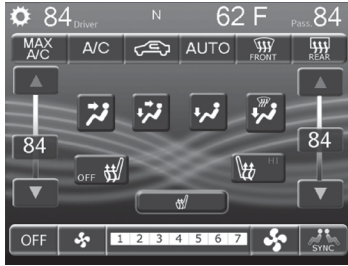 84 Driver N 62 F Pass. 84
MAX A/C A/C AUTO FRONT REAR
84 84
OFF HI
OFF 1 2 3 4 5 6 7 SYNC